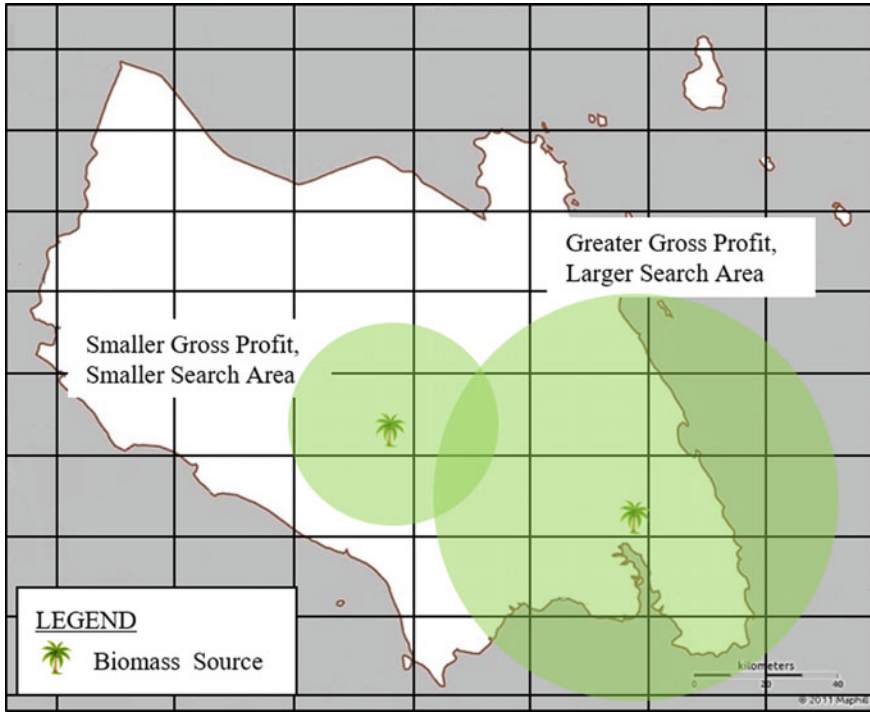 Greater Gross Profit,
Larger Search Area
Smaller Gross Profit,
Smaller Search Area
LEGEND
Biomass Source
kilometers
0 20 40
© 2011 Maphill